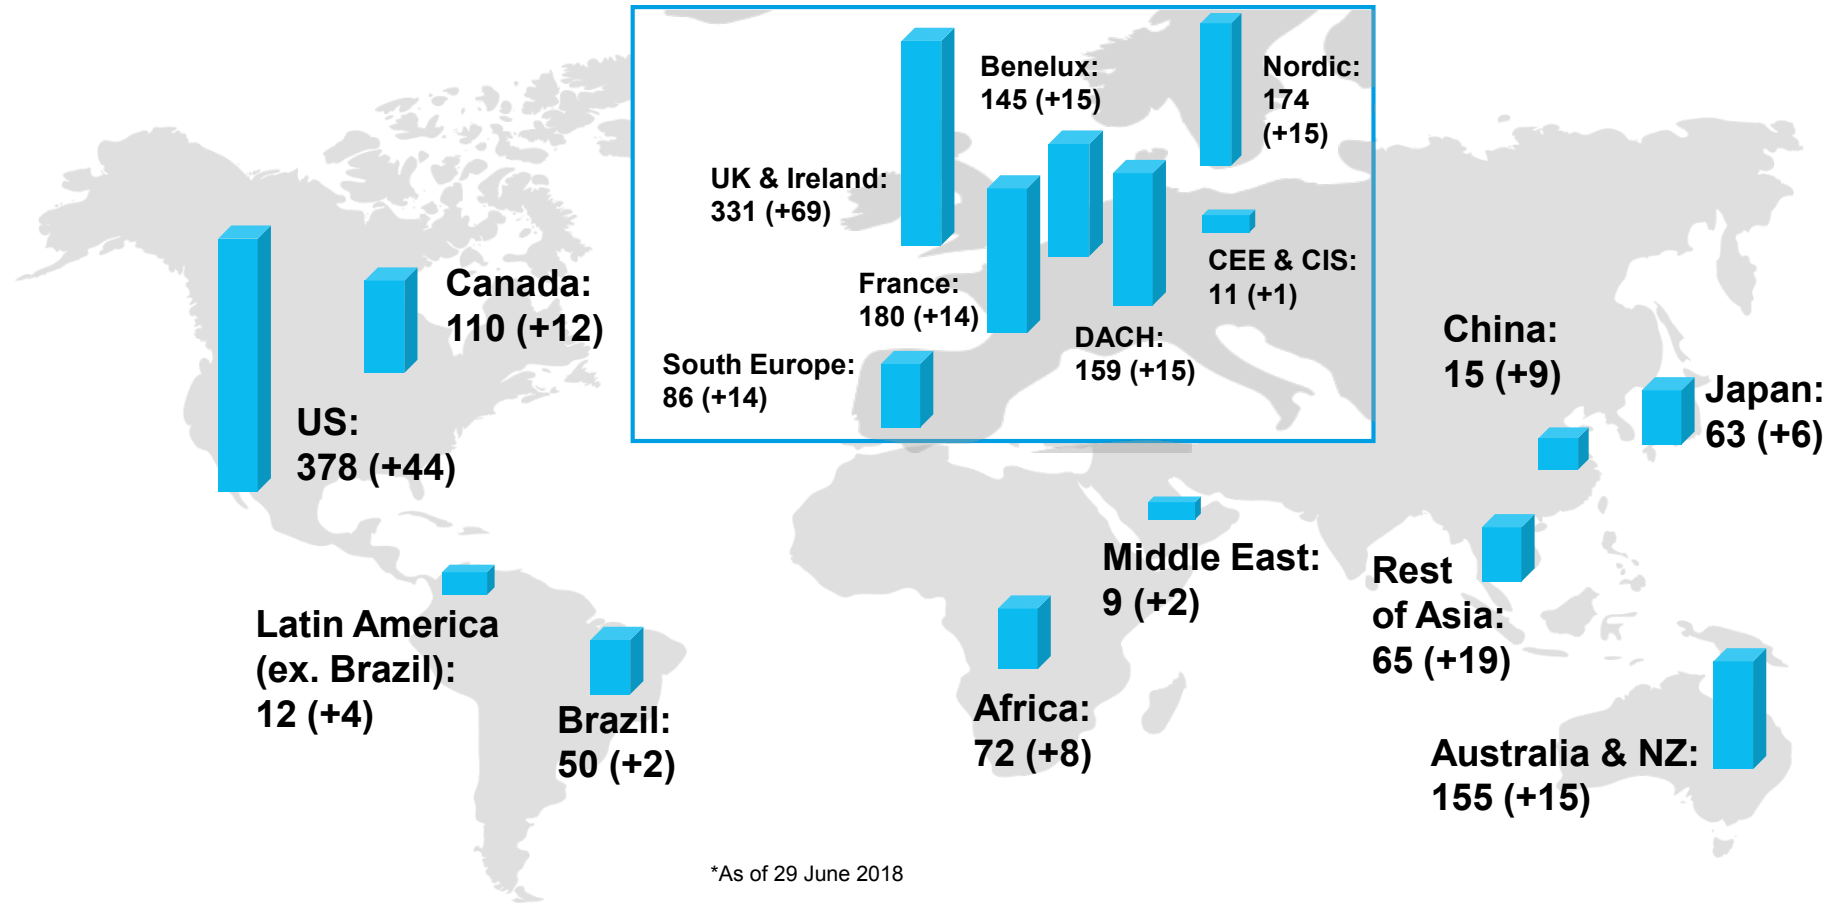 Benelux:
145 (+15)
Nordic:
174
(+15)
UK & Ireland:
331 (+69)
CEE & CIS:
11 (+1)
France:
180 (+14)
DACH:
159 (+15)
South Europe:
86 (+14)
Canada:
110 (+12)
US:
378 (+44)
China:
15 (+9)
Japan:
63 (+6)
Middle East:
9 (+2)
Rest
of Asia:
65 (+19)
Latin America
(ex. Brazil):
12 (+4)
Brazil:
50 (+2)
Africa:
72 (+8)
Australia & NZ:
155 (+15)
*As of 29 June 2018